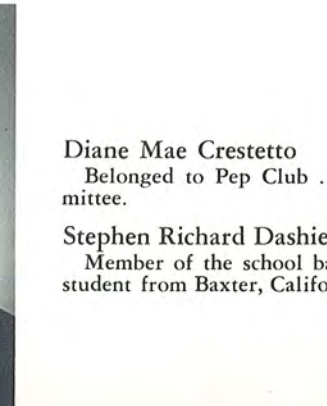 Diane Mae Crestetto
Belonged to Pep Club .
mittee.
Stephen Richard Dashie
Member of the school ba
student from Baxter, Califo